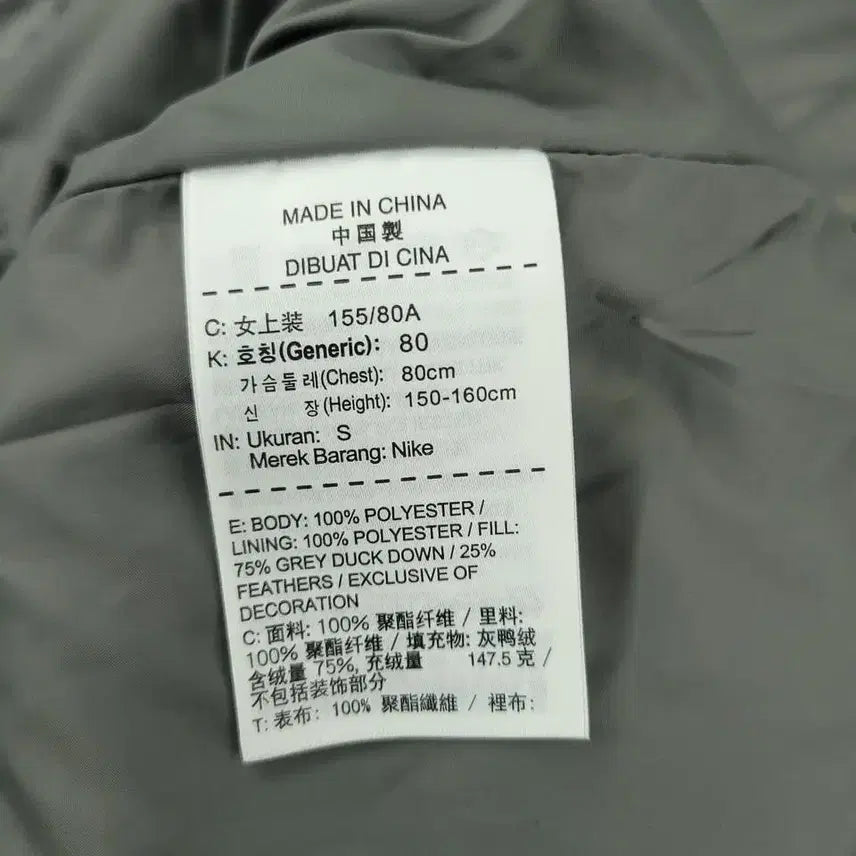 MADE IN CHINA
中国製
DIBUAT DI CINA
C: 女上装 155/80A
K: 호칭(Generic): 80
가슴둘레(Chest): 80cm
신 장(Height): 150-160cm
IN: Ukuran: S
Merek Barang: Nike
E: BODY: 100% POLYESTER /
LINING: 100% POLYESTER / FILL:
75% GREY DUCK DOWN / 25%
FEATHERS / EXCLUSIVE OF
DECORATION
C: 面料: 100% 聚酯纤维 / 里料:
100% 聚酯纤维 / 填充物: 灰鸭绒
含绒量 75%, 充绒量 147.5 克 /
不包括装饰部分
T: 表布: 100% 聚酯纖維 / 裡布: